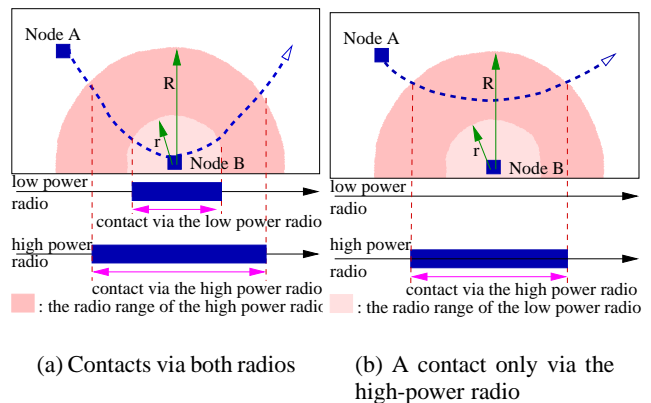 Node A
R
r
Node B
low power
radio
contact via the low power radio
high power
radio
contact via the high power radio
: the radio range of the high power radio
(a) Contacts via both radios
Node A
R
r
Node B
low power
radio
high power
radio
contact via the high power radio
: the radio range of the low power radio
(b) A contact only via the
high-power radio